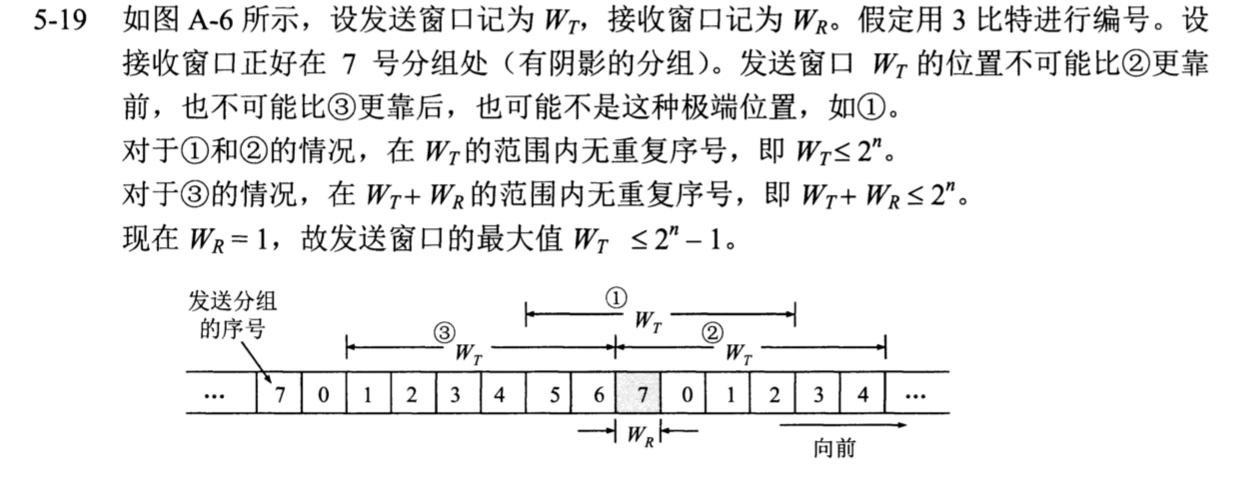 5-19 如图 A-6 所示，设发送窗口记为 W_T，接收窗口记为 W_R。假定用 3 比特进行编号。设
接收窗口正好在 7 号分组处（有阴影的分组）。发送窗口 W_T 的位置不可能比②更靠
前，也不可能比③更靠后，也可能不是这种极端位置，如①。
对于①和②的情况，在 W_T的范围内无重复序号，即 W_T≤2ⁿ。
对于③的情况，在 W_T+ W_R的范围内无重复序号，即 W_T+ W_R≤2ⁿ。
现在 W_R = 1，故发送窗口的最大值 W_T ≤2ⁿ – 1。
发送分组
的序号
①
W_T
③
W_T
②
W_T
… 7 0 1 2 3 4 5 6 7 0 1 2 3 4 …
W_R
向前